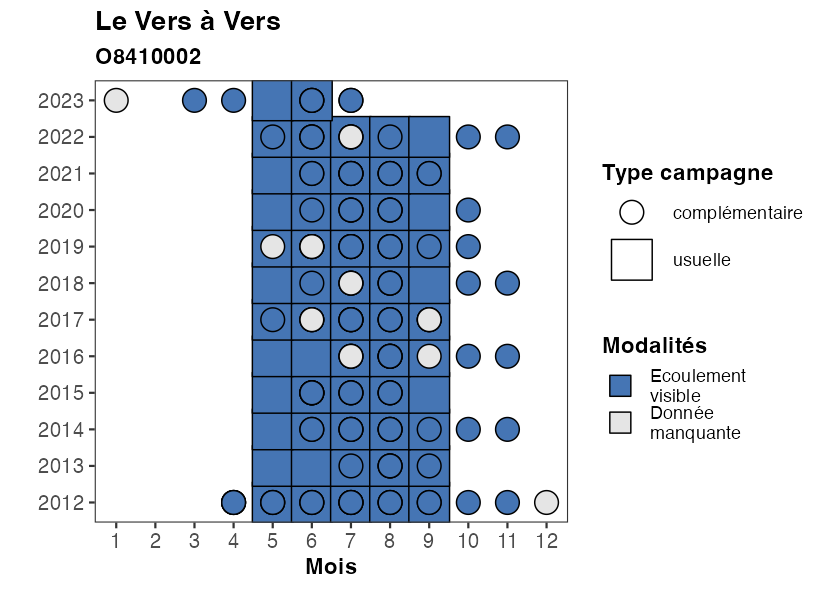 Le Vers à Vers
O8410002
2023
2022
2021
2020
2019
2018
2017
2016
2015
2014
2013
2012
1 2 3 4 5 6 7 8 9 10 11 12
Mois
Type campagne
complémentaire
usuelle
Modalités
Ecoulement
visible
Donnée
manquante